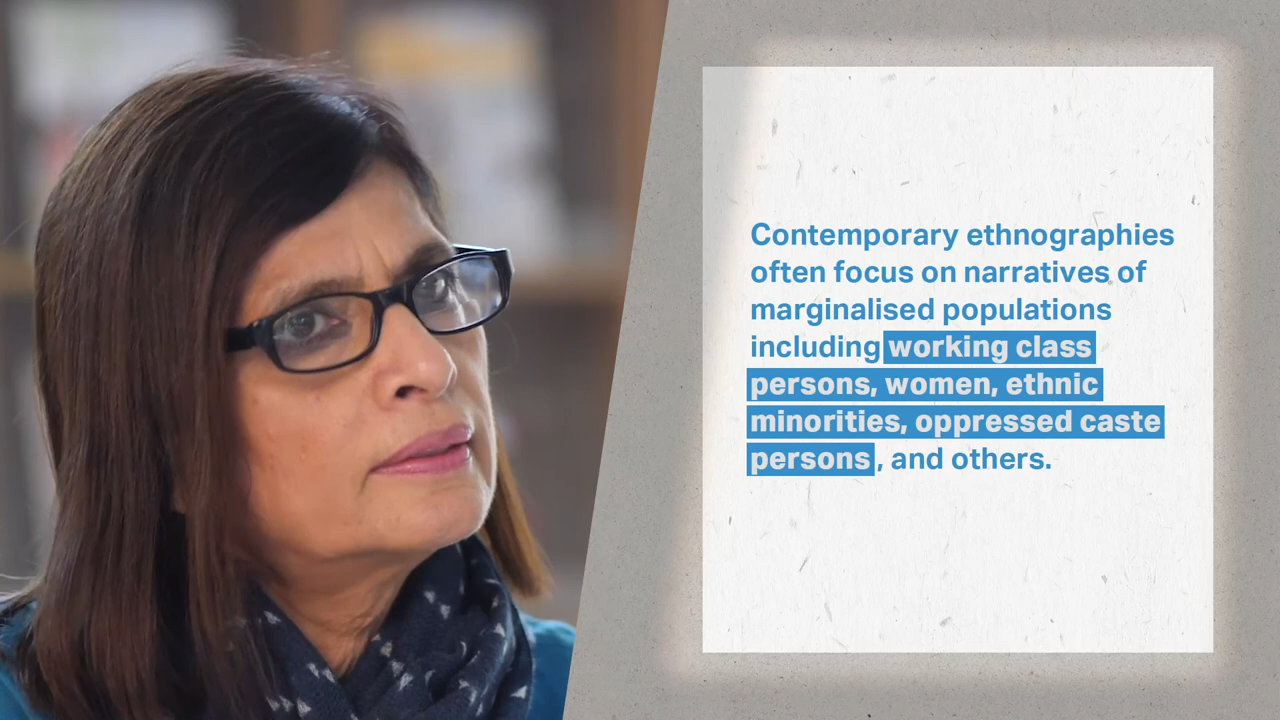 Contemporary ethnographies
often focus on narratives of
marginalised populations
including working class
persons, women, ethnic
minorities, oppressed caste
persons, and others.